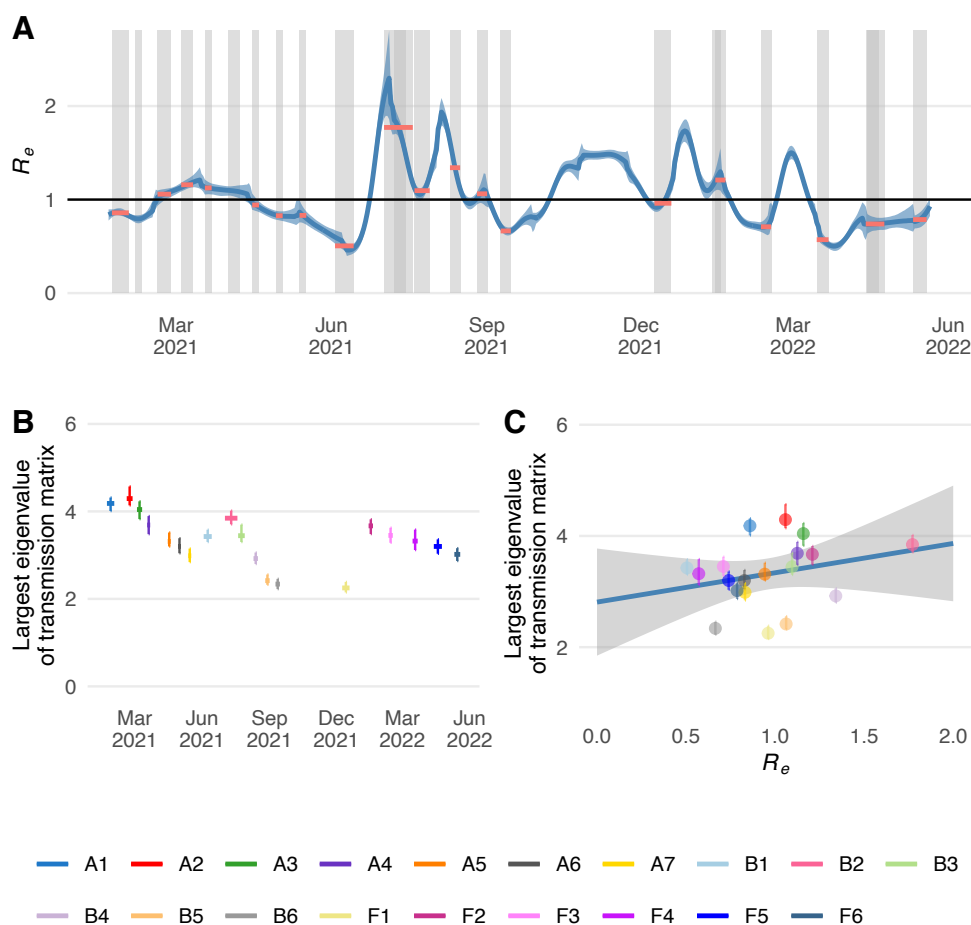 A
R_e
2
1
0
Mar Jun Sep Dec Mar Jun
2021 2021 2021 2021 2022 2022
B
Largest eigenvalue
of transmission matrix
6
4
2
0
Mar Jun Sep Dec Mar Jun
2021 2021 2021 2021 2022 2022
C
Largest eigenvalue
of transmission matrix
6
4
2
0.0 0.5 1.0 1.5 2.0
R_e
A1 A2 A3 A4 A5 A6 A7 B1 B2 B3
B4 B5 B6 F1 F2 F3 F4 F5 F6